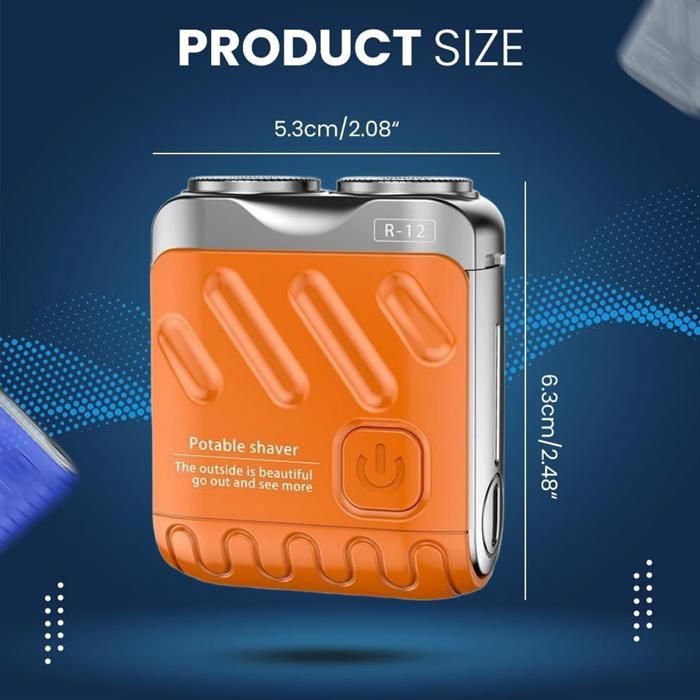 PRODUCT SIZE
5.3cm/2.08“
R-12
6.3cm/2.48“
Potable shaver
The outside is beautiful
go out and see more